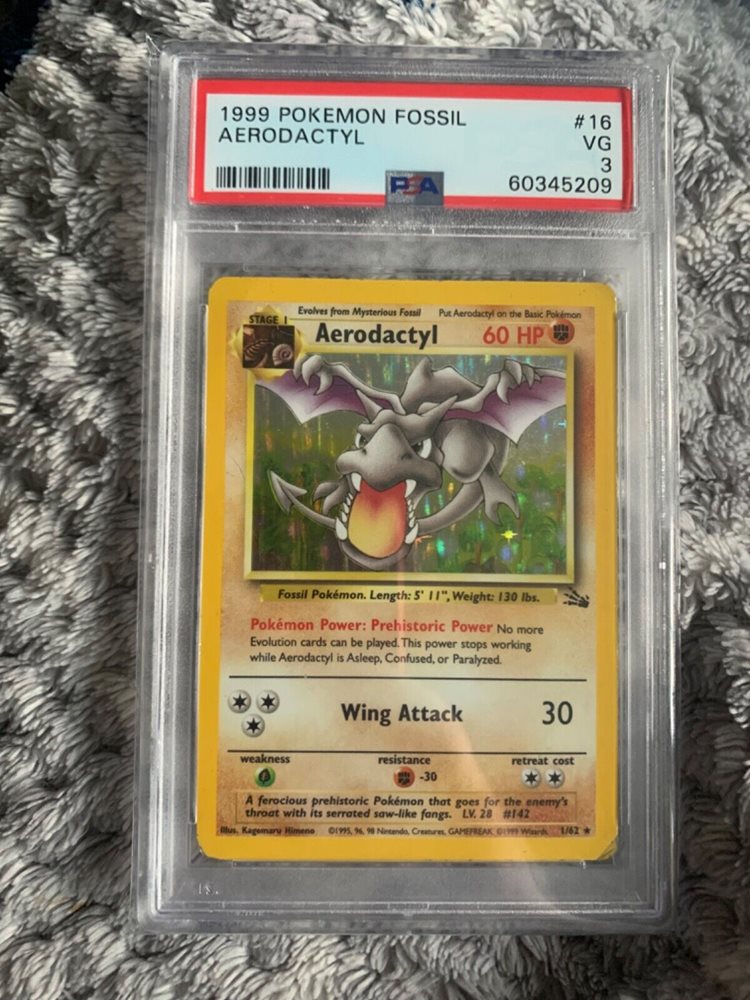 1999 POKEMON FOSSIL #16
AERODACTYL VG
3
PSA 60345209
Evolves from Mysterious Fossil Put Aerodactyl on the Basic Pokémon
STAGE 1
Aerodactyl 60 HP
Fossil Pokémon. Length: 5' 11", Weight: 130 lbs.
Pokémon Power: Prehistoric Power No more
Evolution cards can be played. This power stops working
while Aerodactyl is Asleep, Confused, or Paralyzed.
Wing Attack 30
weakness resistance retreat cost
-30
A ferocious prehistoric Pokémon that goes for the enemy's
throat with its serrated saw-like fangs. LV. 28 #142
Illus. Kagemaru Himeno ©1995, 96, 98 Nintendo, Creatures, GAMEFREAK. ©1999 Wizards. 1/62 ★